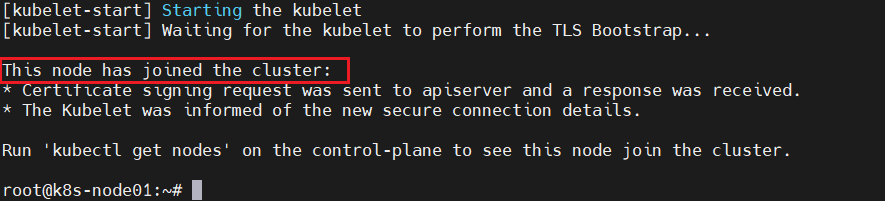 [kubelet-start] Starting the kubelet
[kubelet-start] Waiting for the kubelet to perform the TLS Bootstrap...
This node has joined the cluster:
* Certificate signing request was sent to apiserver and a response was received.
* The Kubelet was informed of the new secure connection details.
Run 'kubectl get nodes' on the control-plane to see this node join the cluster.
root@k8s-node01:~#